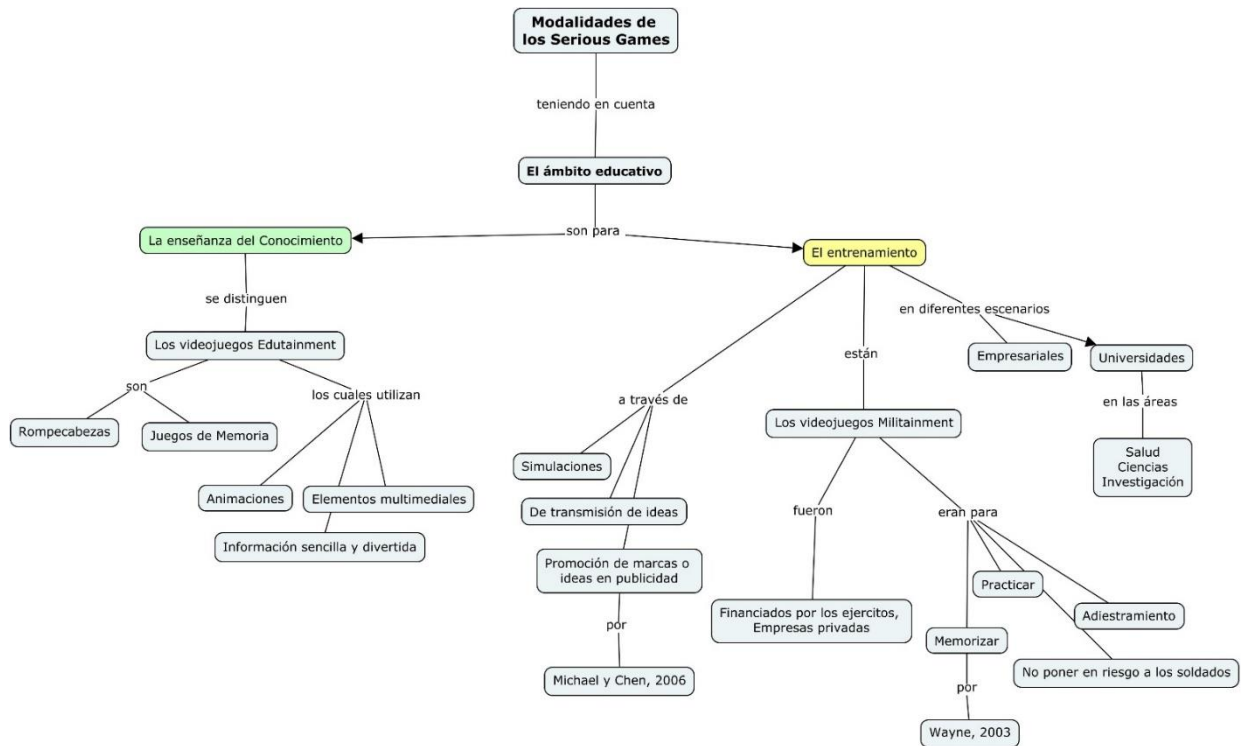 Modalidades de
los Serious Games
teniendo en cuenta
El ámbito educativo
son para
La enseñanza del Conocimiento
El entrenamiento
se distinguen
en diferentes escenarios
Los videojuegos Edutainment
están
Empresariales
Universidades
son
los cuales utilizan
a través de
en las áreas
Rompecabezas
Juegos de Memoria
Los videojuegos Militainment
Simulaciones
Salud
Ciencias
Investigación
Animaciones
Elementos multimediales
De transmisión de ideas
fueron
eran para
Información sencilla y divertida
Promoción de marcas o
ideas en publicidad
Practicar
Financiados por los ejercitos,
Empresas privadas
Adiestramiento
por
Memorizar
No poner en riesgo a los soldados
Michael y Chen, 2006
por
Wayne, 2003